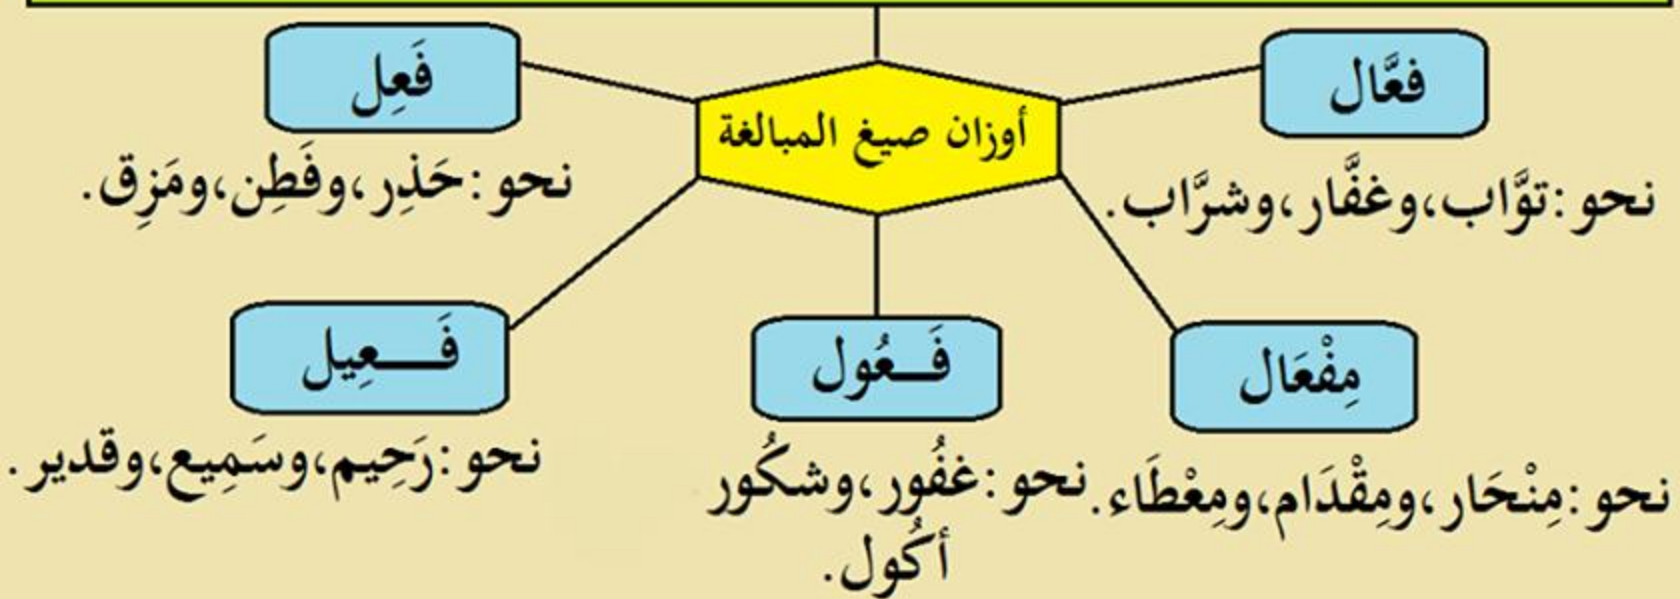 أوزان صيغ المبالغة
فعَّال
نحو:توَّاب،وغفَّار،وشرَّاب.
مِفْعَال
نحو:مِنْحَار،ومِقْدَام،ومِعْطَاء.
فَـعُول
نحو:غفُور،وشكُور
أكُول.
فَعِل
نحو:حَذِر،وفَطِن،ومَزِق.
فَـــعِيل
نحو:رَحِيم،وسَمِيع،وقدير.